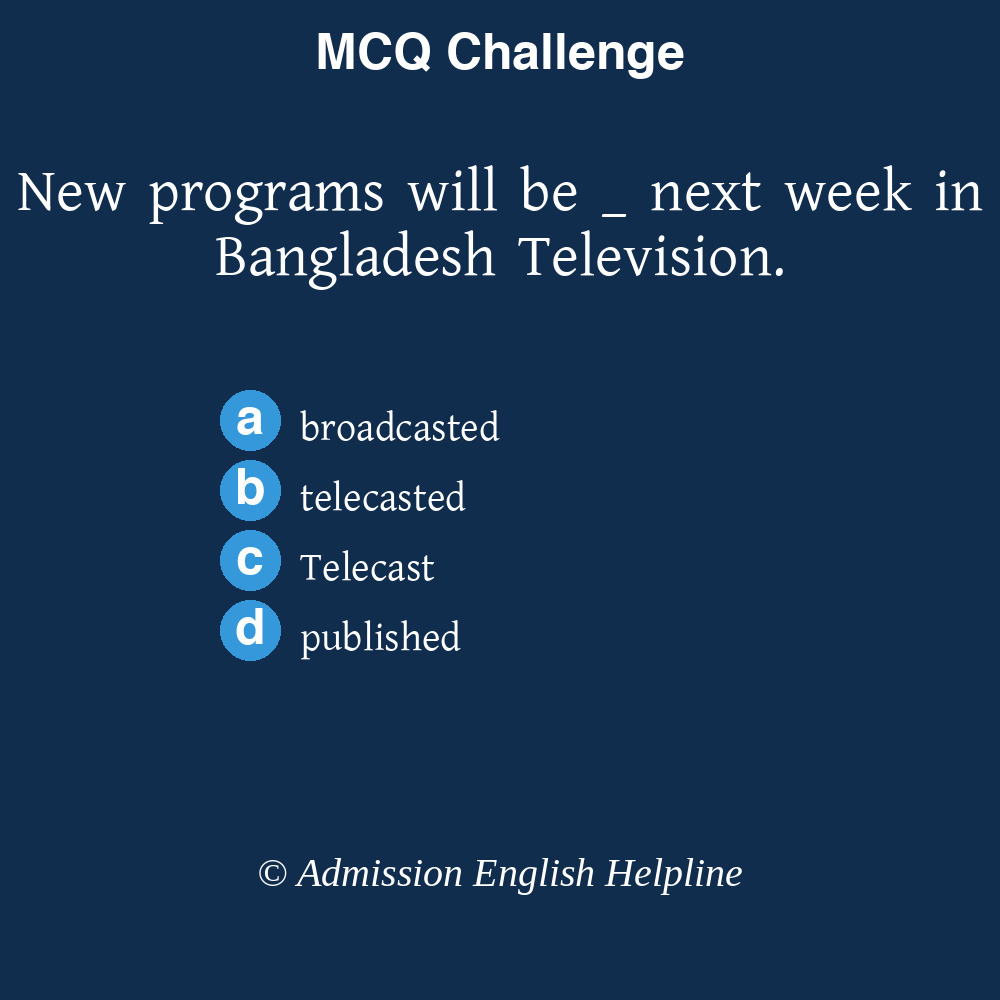 MCQ Challenge
New programs will be _ next week in
Bangladesh Television.
a broadcasted
b telecasted
c Telecast
d published
© Admission English Helpline